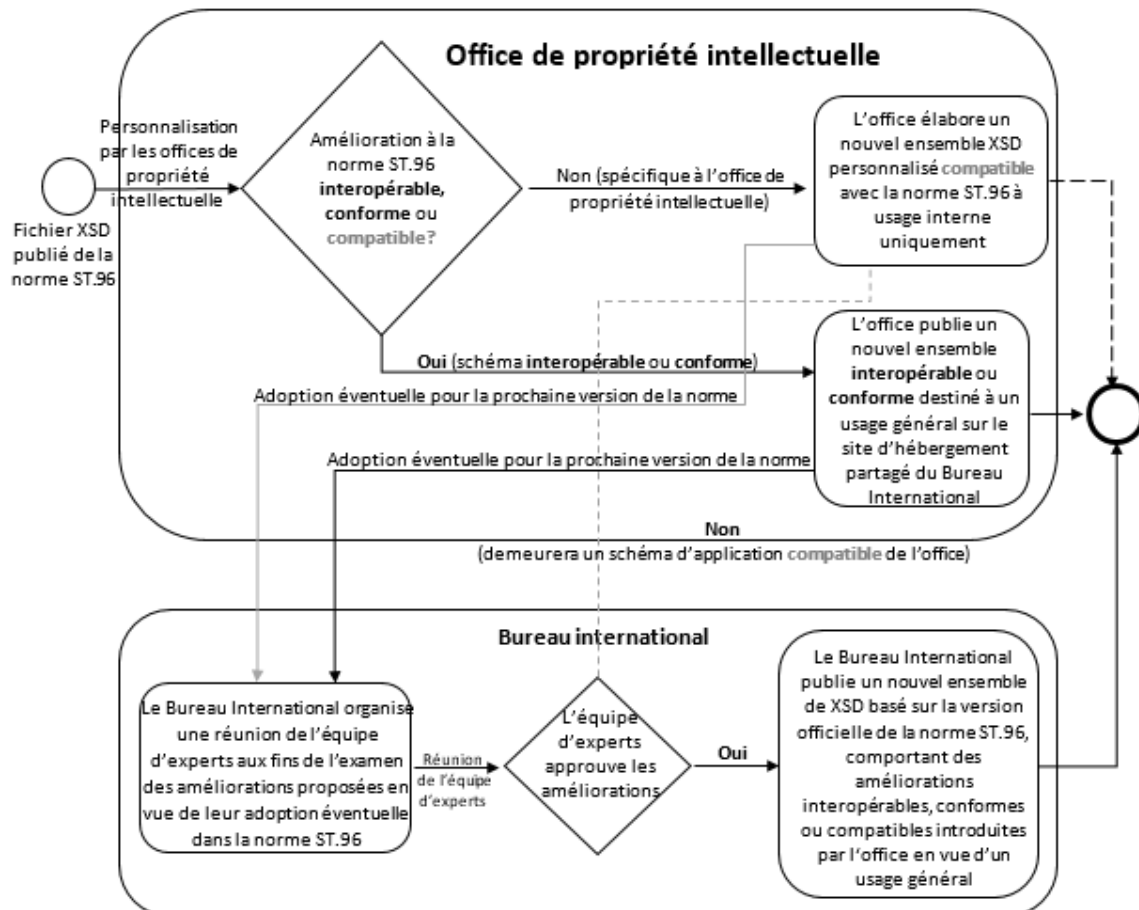 Office de propriété intellectuelle
Personnalisation
par les offices de
propriété
intellectuelle
Fichier XSD
publié de la
norme ST.96
Amélioration à la
norme ST.96
interopérable,
conforme ou
compatible?
Non (spécifique à l'office de
propriété intellectuelle)
L'office élabore un
nouvel ensemble XSD
personnalisé compatible
avec la norme ST.96 à
usage interne
uniquement
Oui (schéma interopérable ou conforme)
L'office publie un
nouvel ensemble
interopérable ou
conforme destiné à un
usage général sur le
site d'hébergement
partagé du Bureau
International
Adoption éventuelle pour la prochaine version de la norme
Adoption éventuelle pour la prochaine version de la norme
Non
(demeurera un schéma d'application compatible de l'office)
Bureau international
Le Bureau International organise
une réunion de l'équipe
d'experts aux fins de l'examen
des améliorations proposées en
vue de leur adoption éventuelle
dans la norme ST.96
Réunion
de l'équipe
d'experts
L'équipe
d'experts
approuve les
améliorations
Oui
Le Bureau International
publie un nouvel ensemble
de XSD basé sur la version
officielle de la norme ST.96,
comportant des
améliorations
interopérables, conformes
ou compatibles introduites
par l'office en vue d'un
usage général